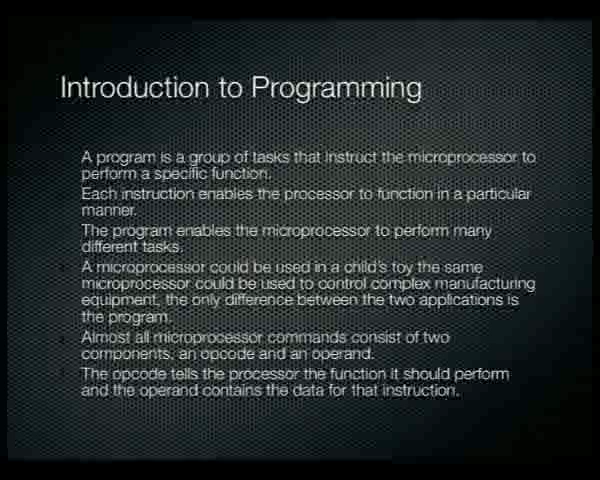 Introduction to Programming
A program is a group of tasks that instruct the microprocessor to
perform a specific function.
Each instruction enables the processor to function in a particular
manner.
The program enables the microprocessor to perform many
different tasks.
A microprocessor could be used in a child's toy the same
microprocessor could be used to control complex manufacturing
equipment, the only difference between the two applications is
the program.
Almost all microprocessor commands consist of two
components, an opcode and an operand.
The opcode tells the processor the function it should perform
and the operand contains the data for that instruction.